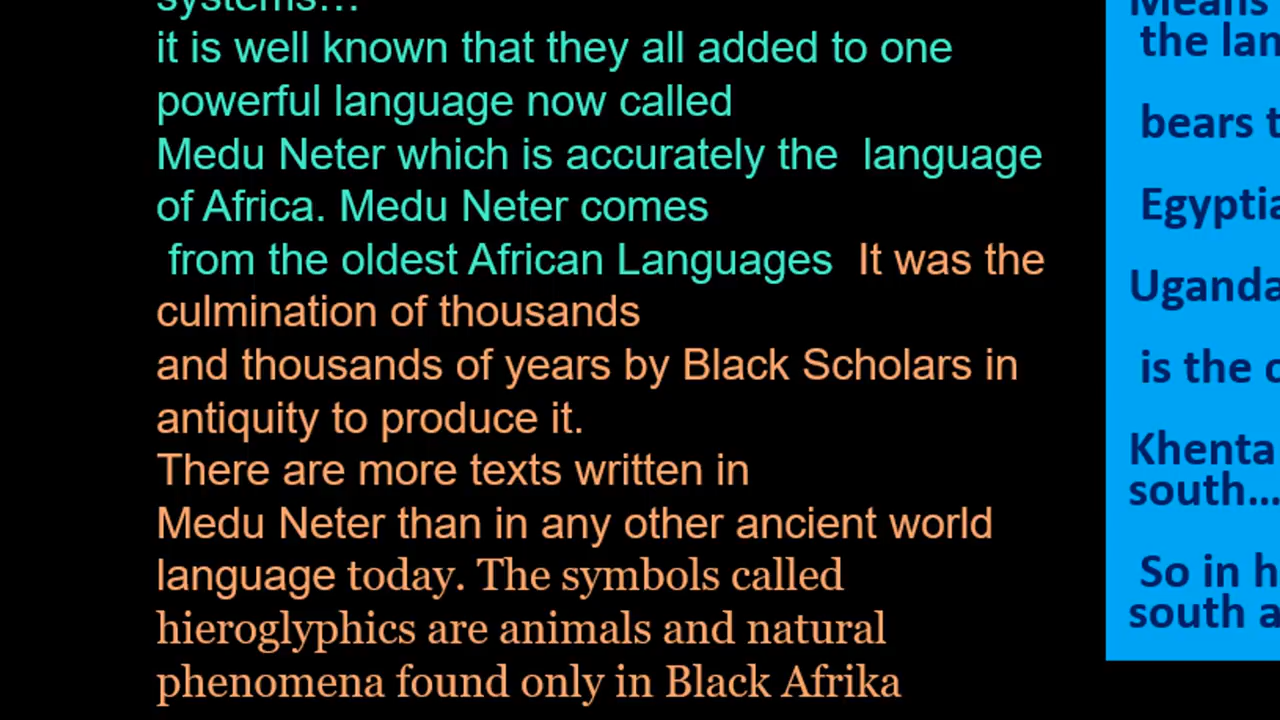 systems...
it is well known that they all added to one
powerful language now called
Medu Neter which is accurately the  language
of Africa. Medu Neter comes
from the oldest African Languages  It was the
culmination of thousands
and thousands of years by Black Scholars in
antiquity to produce it.
There are more texts written in
Medu Neter than in any other ancient world
language today. The symbols called
hieroglyphics are animals and natural
phenomena found only in Black Afrika
Means
the lan
bears t
Egyptia
Uganda
is the
Khenta
south...
So in h
south a